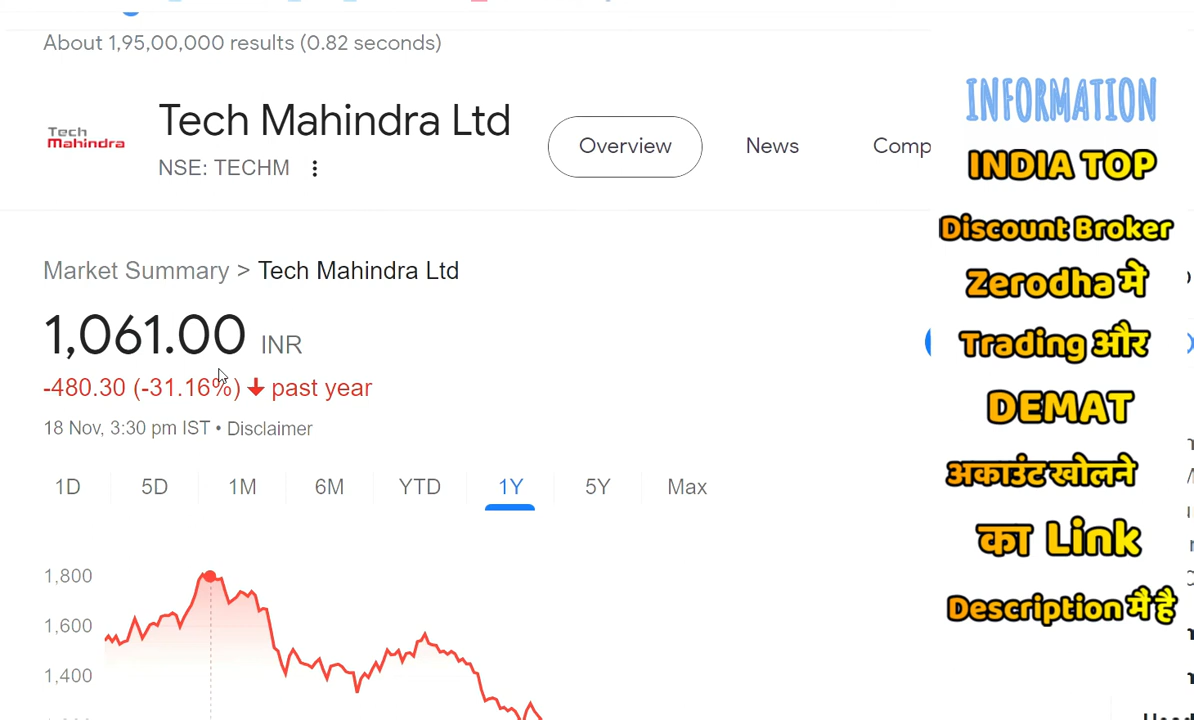 About 1,95,00,000 results (0.82 seconds)
Tech
Mahindra
Tech Mahindra Ltd
NSE: TECHM
Overview
News
Comp
Market Summary > Tech Mahindra Ltd
1,061.00 INR
-480.30 (-31.16%) past year
18 Nov, 3:30 pm IST • Disclaimer
1D 5D 1M 6M YTD 1Y 5Y Max
1,800
1,600
1,400
INFORMATION
INDIA TOP
Discount Broker
Zerodha मे
Trading और
DEMAT
अकाउंट खोलने
का Link
Description मै है